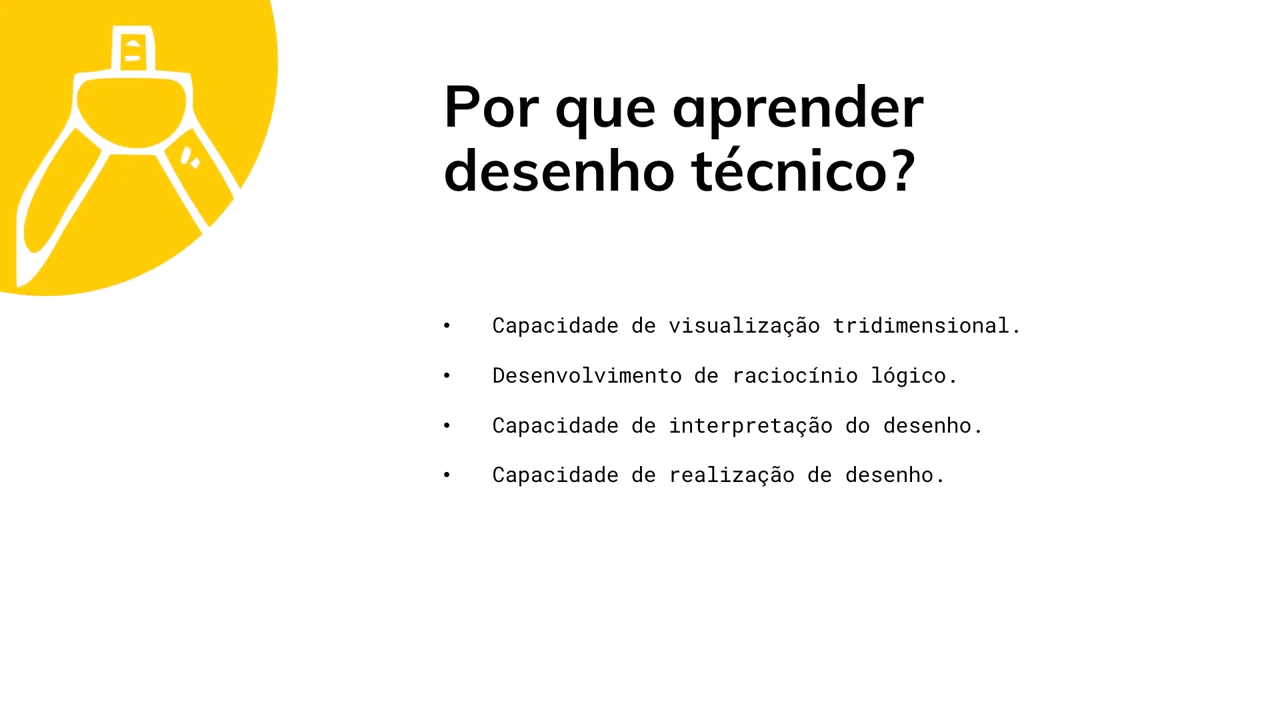 Por que aprender
desenho técnico?
• Capacidade de visualização tridimensional.
• Desenvolvimento de raciocínio lógico.
• Capacidade de interpretação do desenho.
• Capacidade de realização de desenho.